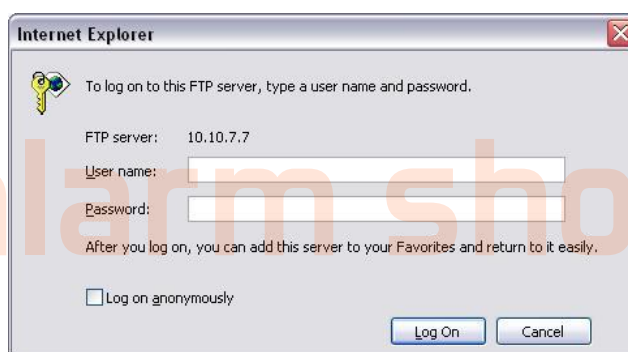 Internet Explorer
To log on to this FTP server, type a user name and password.
FTP server: 10.10.7.7
User name:
Password:
After you log on, you can add this server to your Favorites and return to it easily.
Log on anonymously
Log On Cancel
alarm sho